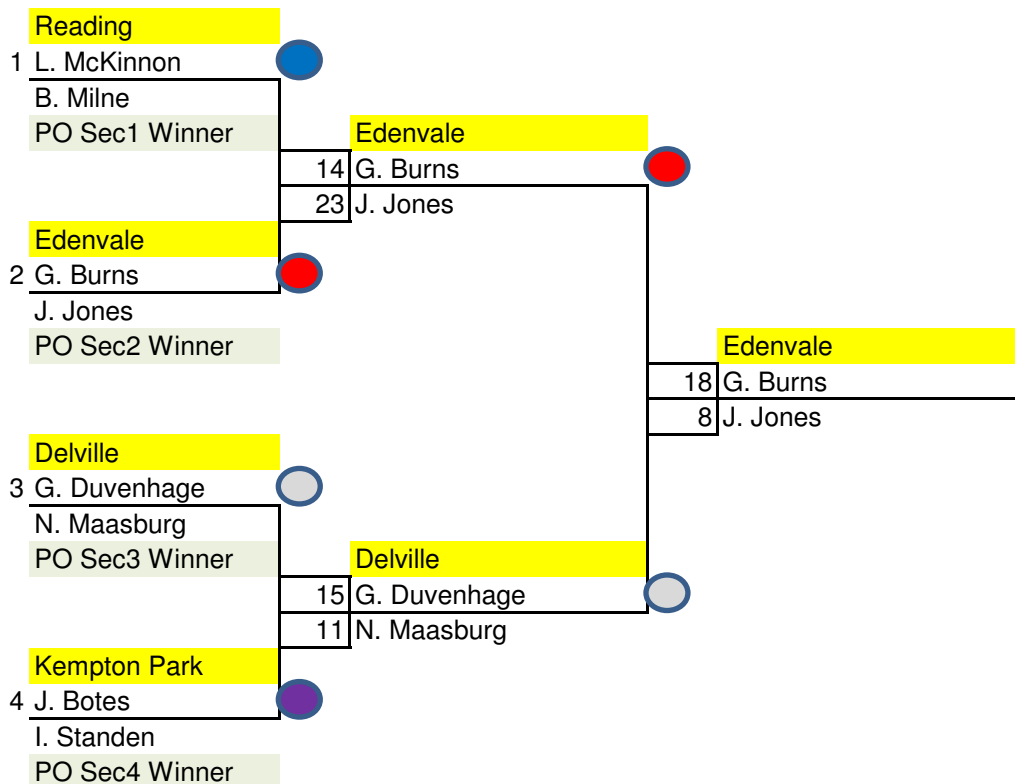 Reading
1 L. McKinnon
B. Milne
PO Sec1 Winner
Edenvale
14 G. Burns
23 J. Jones
Edenvale
2 G. Burns
J. Jones
PO Sec2 Winner
Edenvale
18 G. Burns
8 J. Jones
Delville
3 G. Duvenhage
N. Maasburg
PO Sec3 Winner
Delville
15 G. Duvenhage
11 N. Maasburg
Kempton Park
4 J. Botes
I. Standen
PO Sec4 Winner